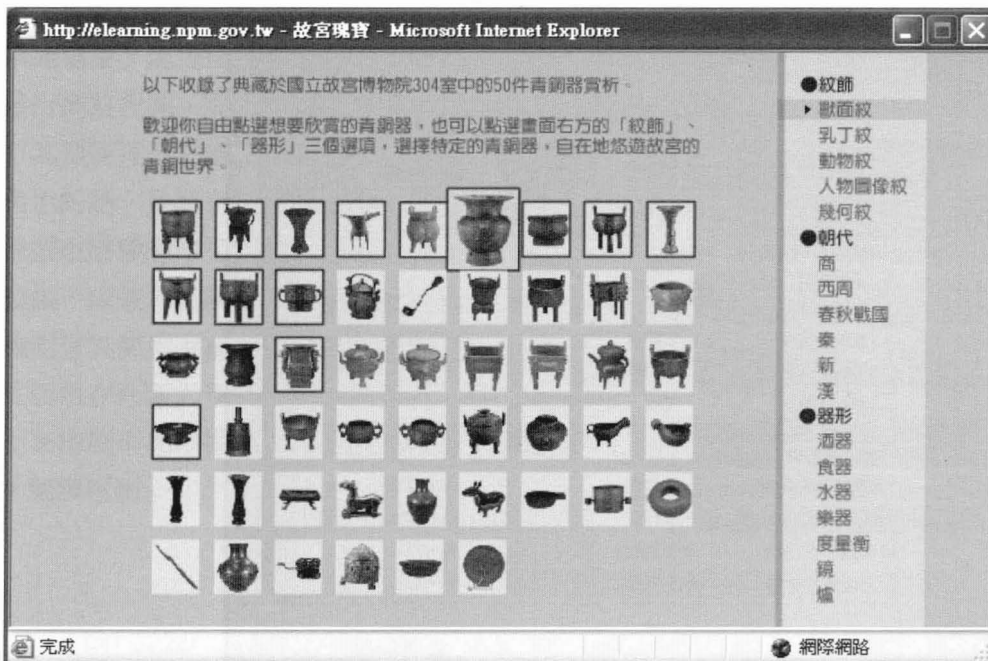 http://elearning.npm.gov.tw - 故宮瑰寶 - Microsoft Internet Explorer
以下收錄了典藏於國立故宮博物院304室中的50件青銅器賞析。
歡迎你自由點選想要欣賞的青銅器，也可以點選畫面右方的「紋飾」、
「朝代」、「器形」三個選項，選擇特定的青銅器，自在地悠遊故宮的
青銅世界。
●紋飾
獸面紋
乳丁紋
動物紋
人物圖像紋
幾何紋
●朝代
商
西周
春秋戰國
秦
新
漢
●器形
酒器
食器
水器
樂器
度量衡
鏡
爐
完成
網際網路